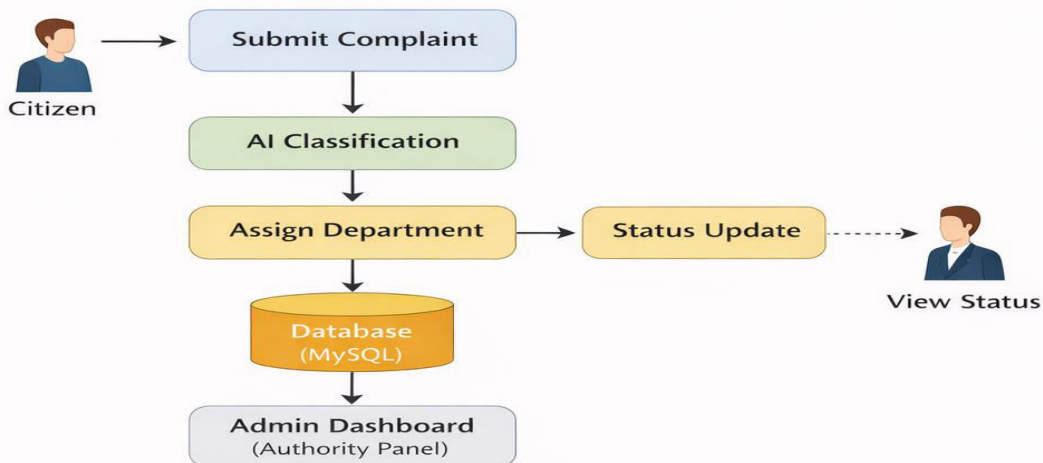 Submit Complaint
Citizen
AI Classification
Assign Department
Status Update
View Status
Database
(MySQL)
Admin Dashboard
(Authority Panel)